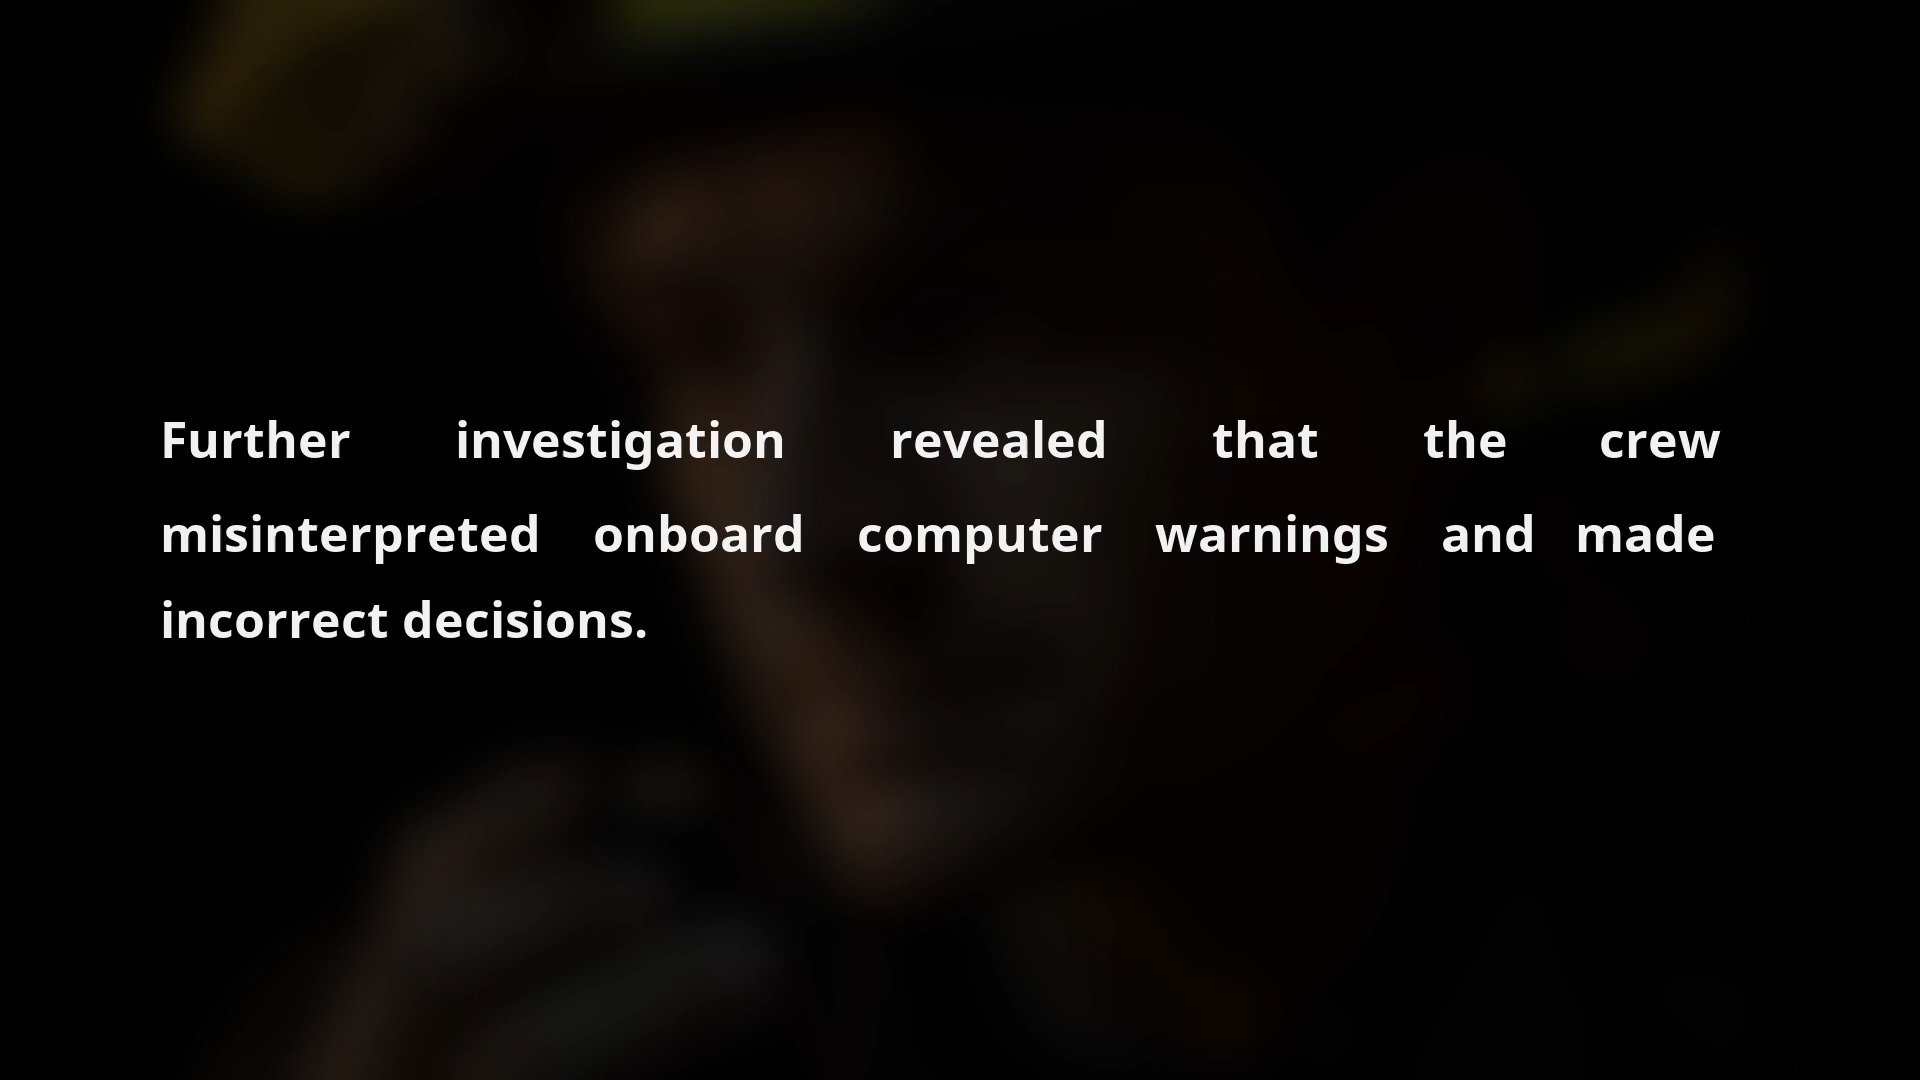 Further investigation revealed that the crew
misinterpreted onboard computer warnings and made
incorrect decisions.